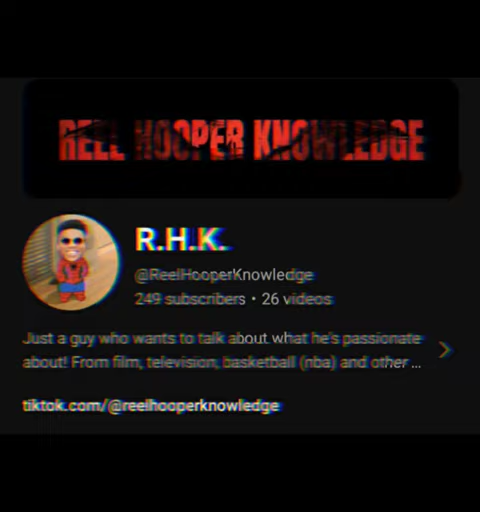 REEL HOOPER KNOWLEDGE
R.H.K.
@ReelHooperKnowledge
249 subscribers • 26 videos
Just a guy who wants to talk about what he's passionate
about! From film, television, basketball (nba) and other ...
tiktok.com/@reelhooperknowledge